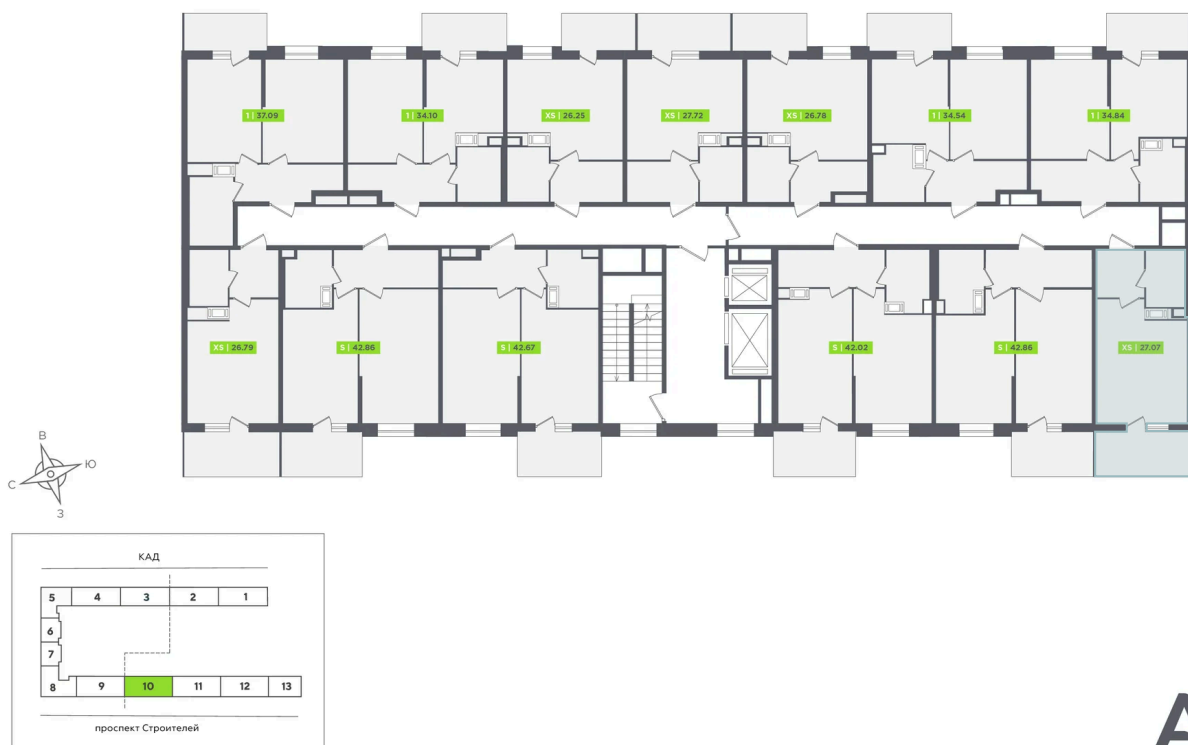 1 | 37.09
1 | 34.10
XS | 26.25
XS | 27.72
XS | 26.78
1 | 34.54
1 | 34.84
XS | 26.79
S | 42.86
S | 42.67
S | 42.02
S | 42.86
XS | 27.07
В
Ю
С
З
КАД
5 4 3 2 1
6
7
8 9 10 11 12 13
проспект Строителей